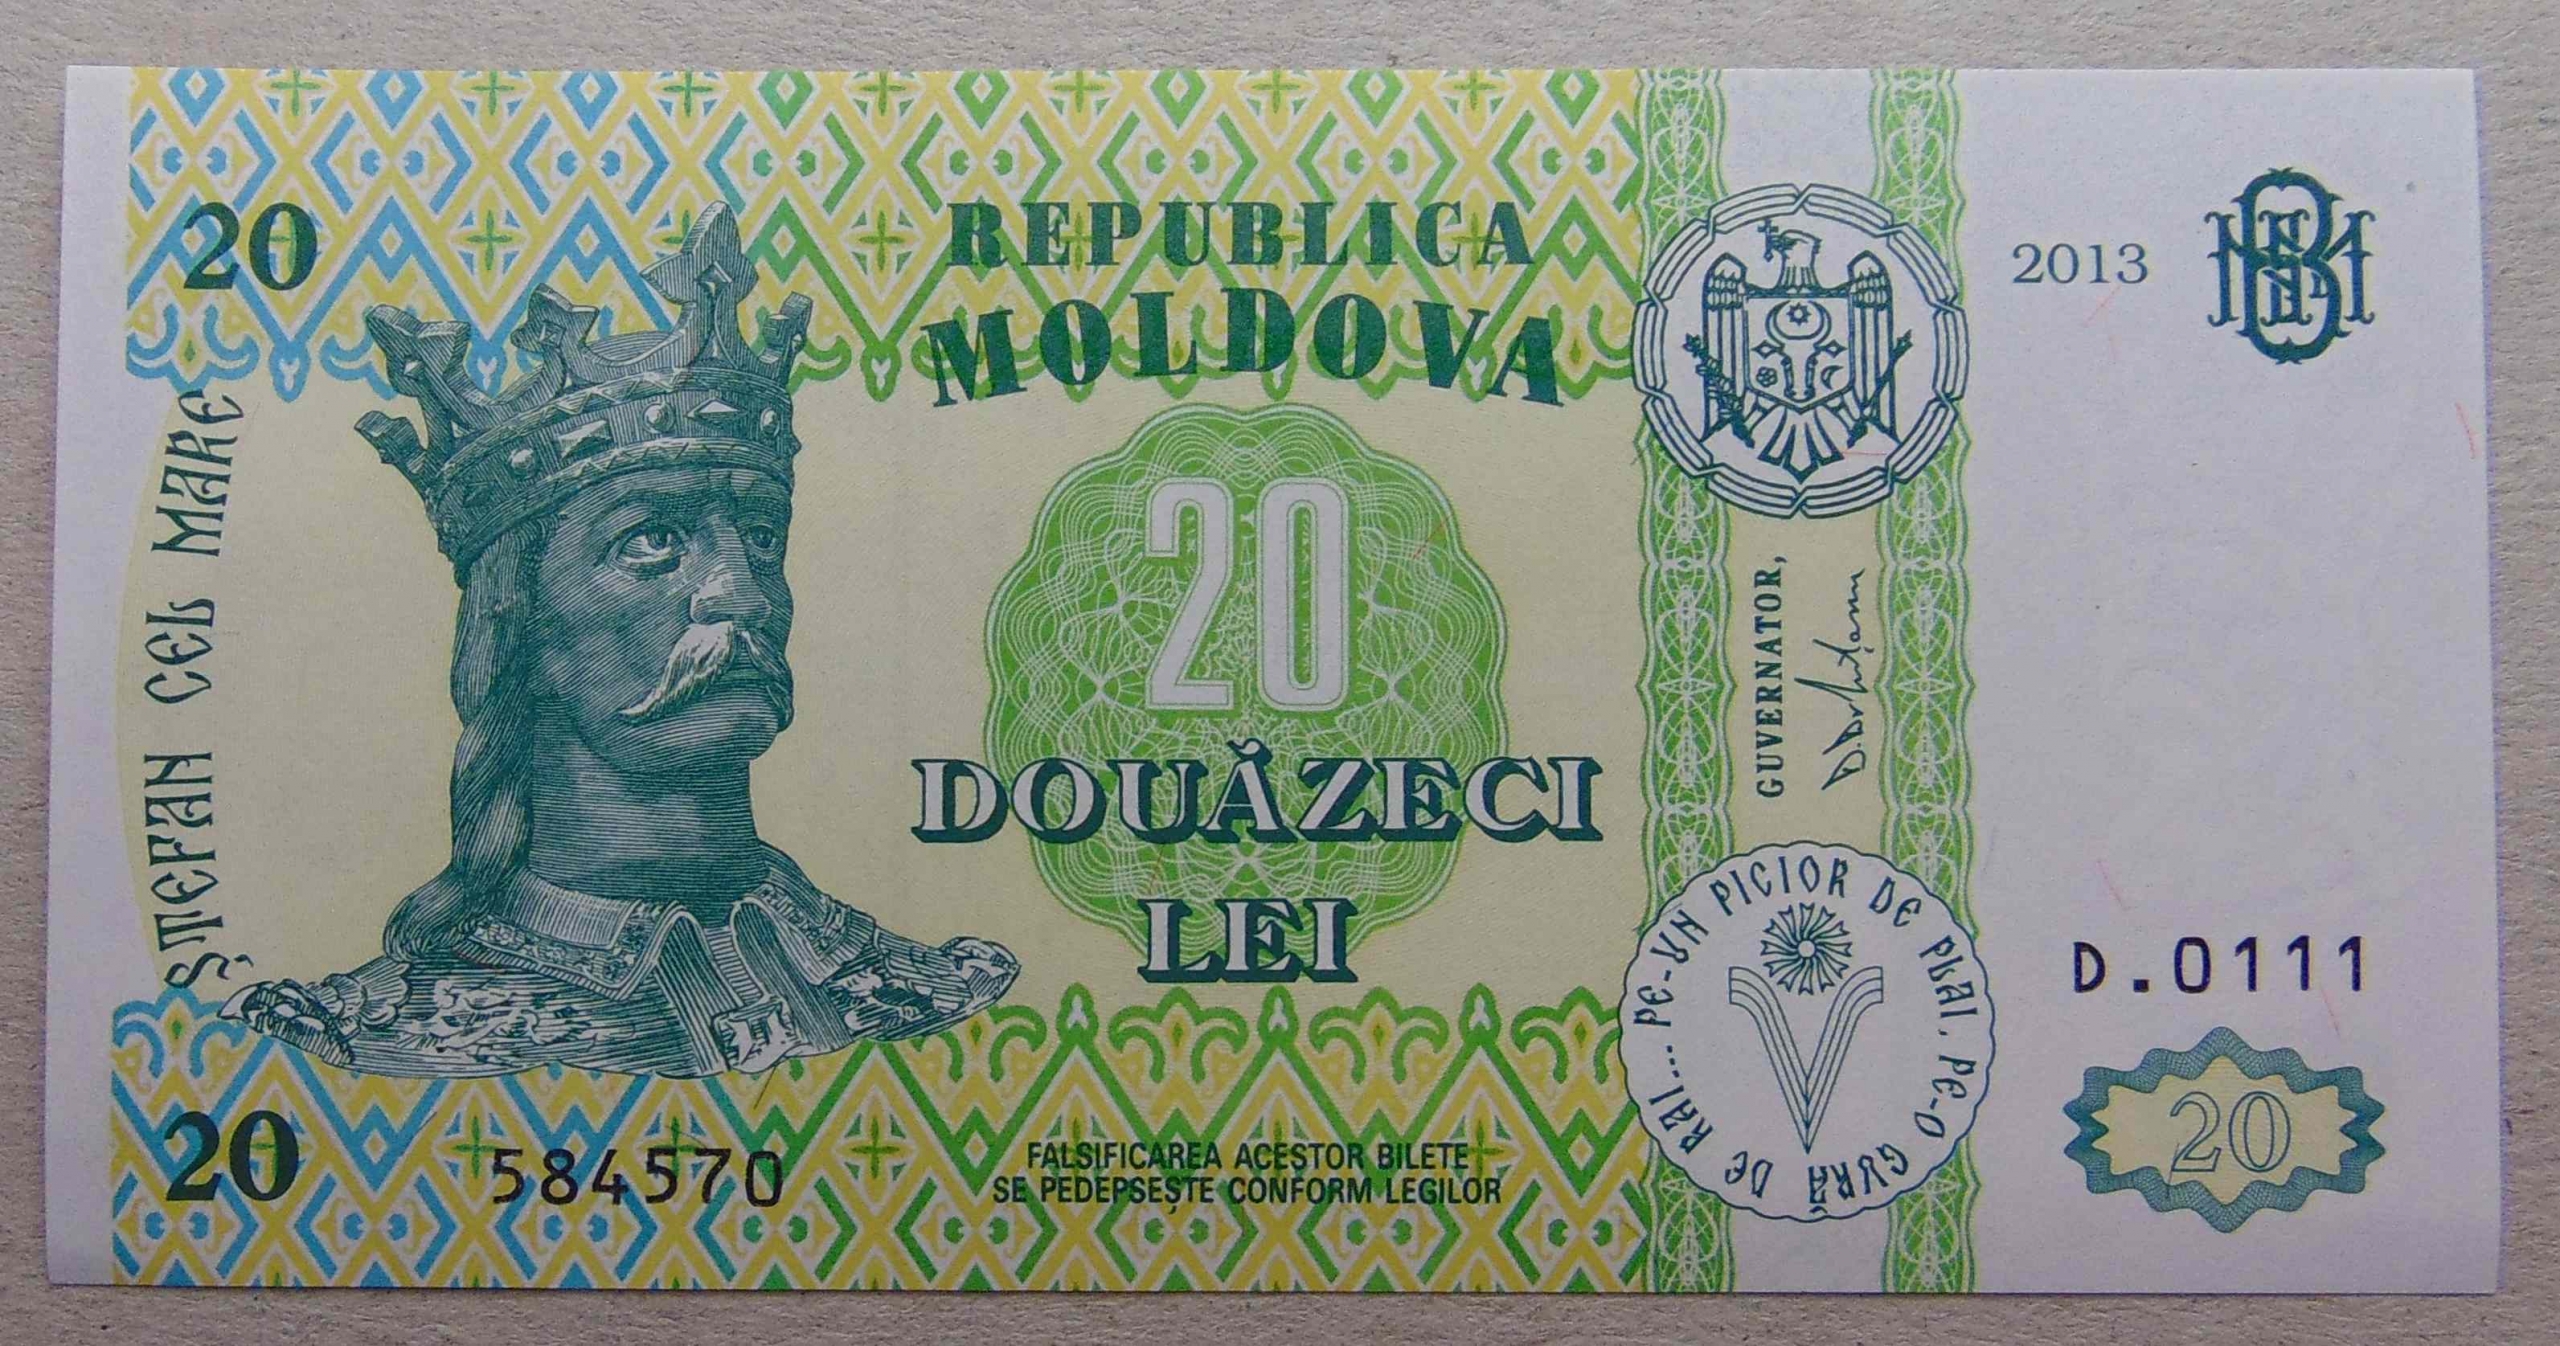 20
REPUBLICA
MOLDOVA
2013
ȘTEFAN CEL MARE
20
DOUĂZECI
LEI
GUVERNATOR,
PE-UN PICIOR DE PLAI, PE-O GURĂ DE RAI...
D.0111
20
20
584570
FALSIFICAREA ACESTOR BILETE
SE PEDEPSEȘTE CONFORM LEGILOR